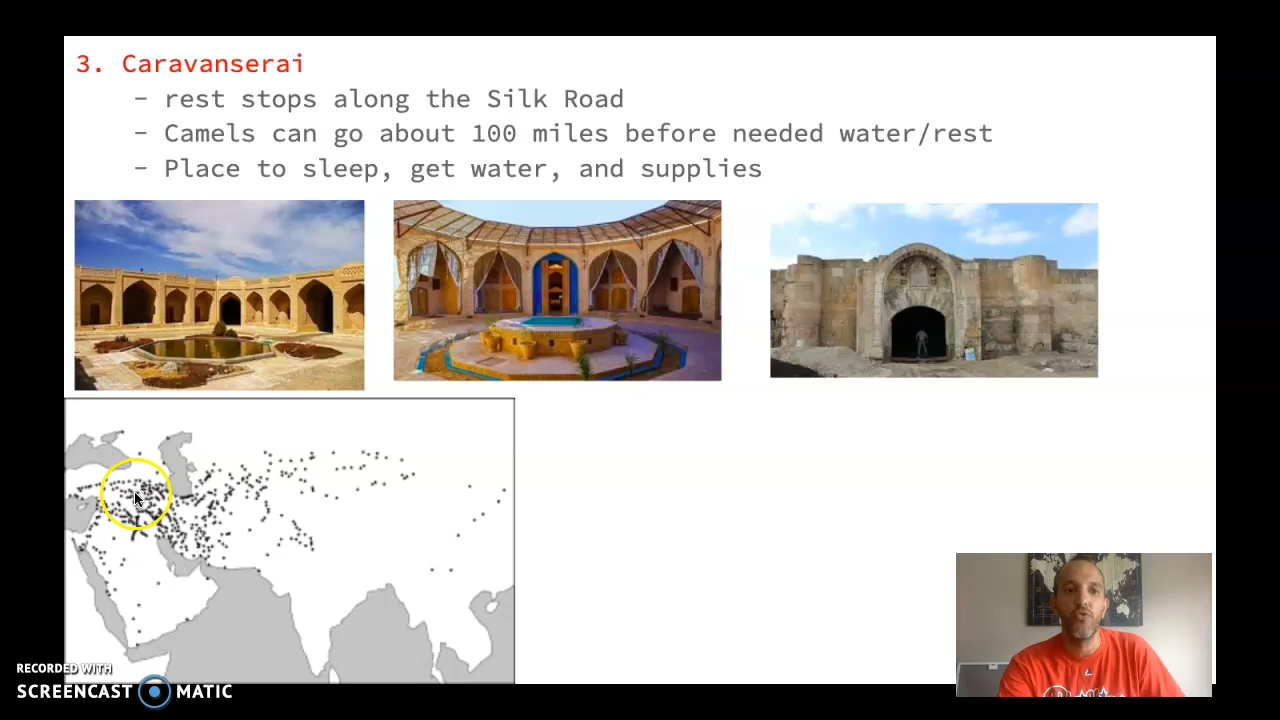 3. Caravanserai
- rest stops along the Silk Road
- Camels can go about 100 miles before needed water/rest
- Place to sleep, get water, and supplies
RECORDED WITH
SCREENCAST MATIC